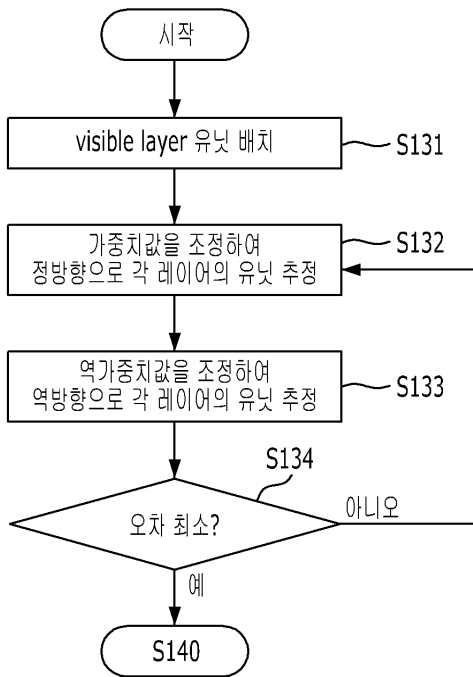 시작
visible layer 유닛 배치
S131
가중치값을 조정하여
정방향으로 각 레이어의 유닛 추정
S132
역가중치값을 조정하여
역방향으로 각 레이어의 유닛 추정
S133
S134
오차 최소?
아니오
예
S140